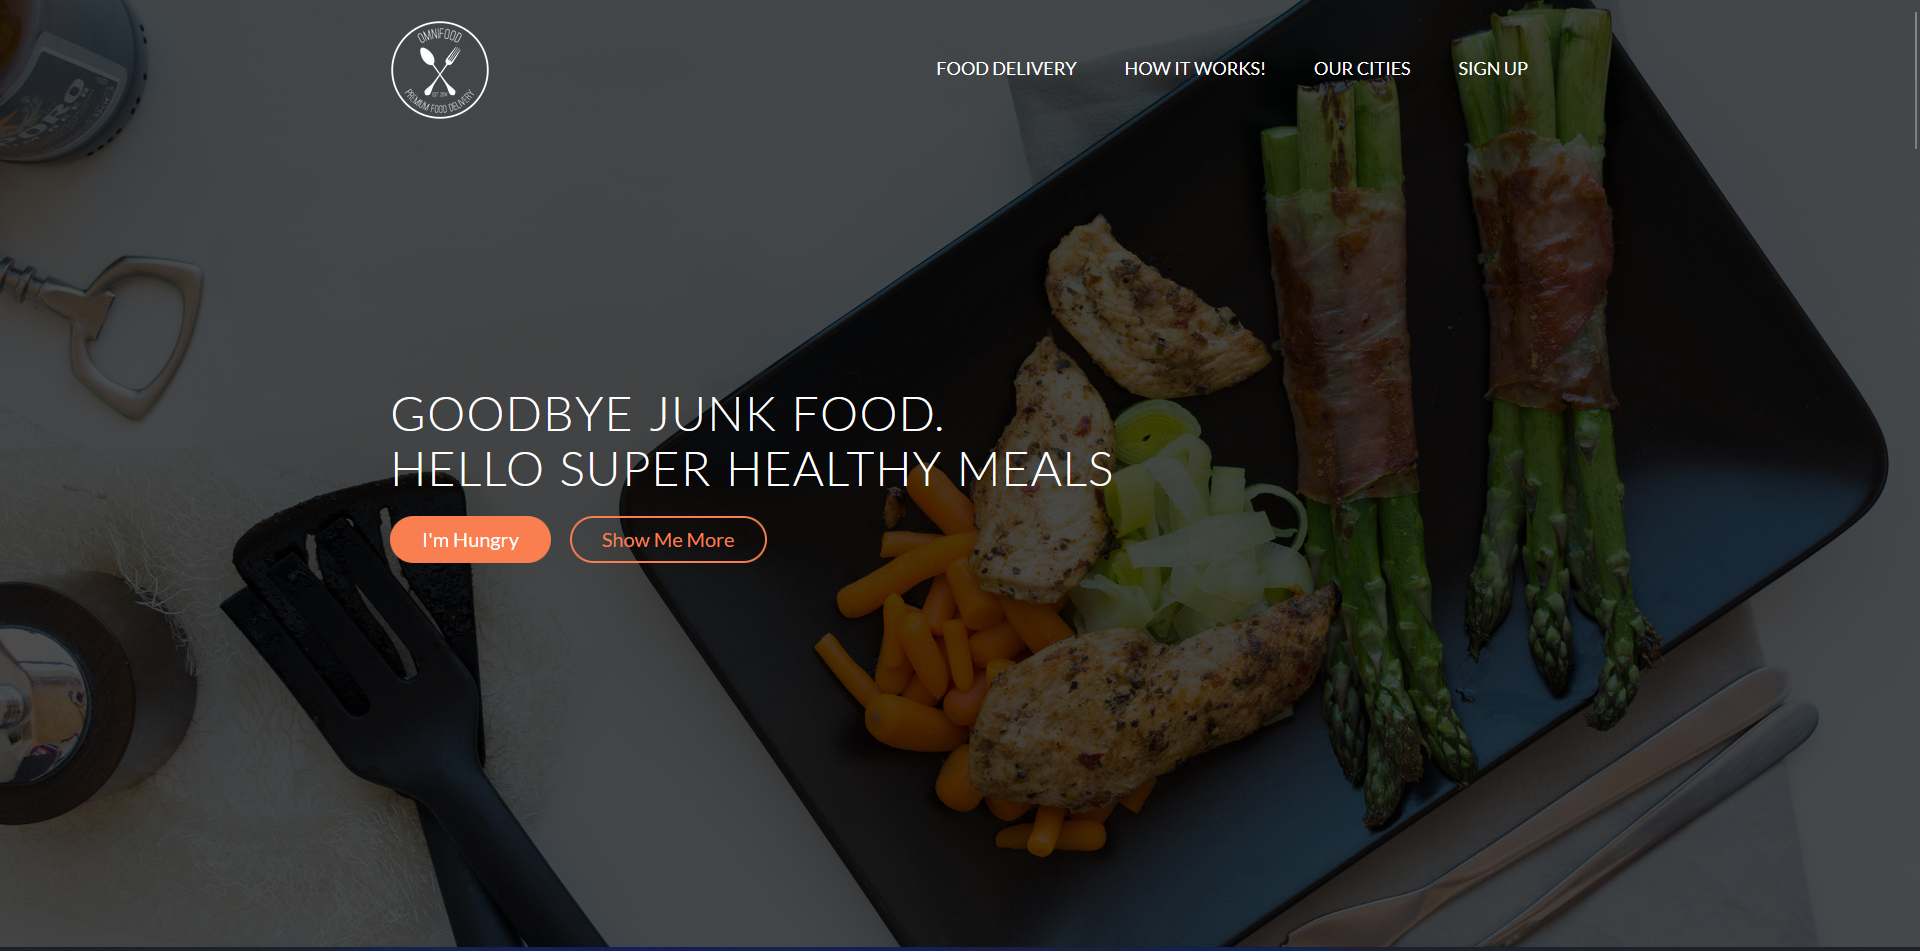 OMNIFOOD
EST 2014
PREMIUM FOOD DELIVERY
FOOD DELIVERY
HOW IT WORKS!
OUR CITIES
SIGN UP
GOODBYE JUNK FOOD.
HELLO SUPER HEALTHY MEALS
I'm Hungry
Show Me More